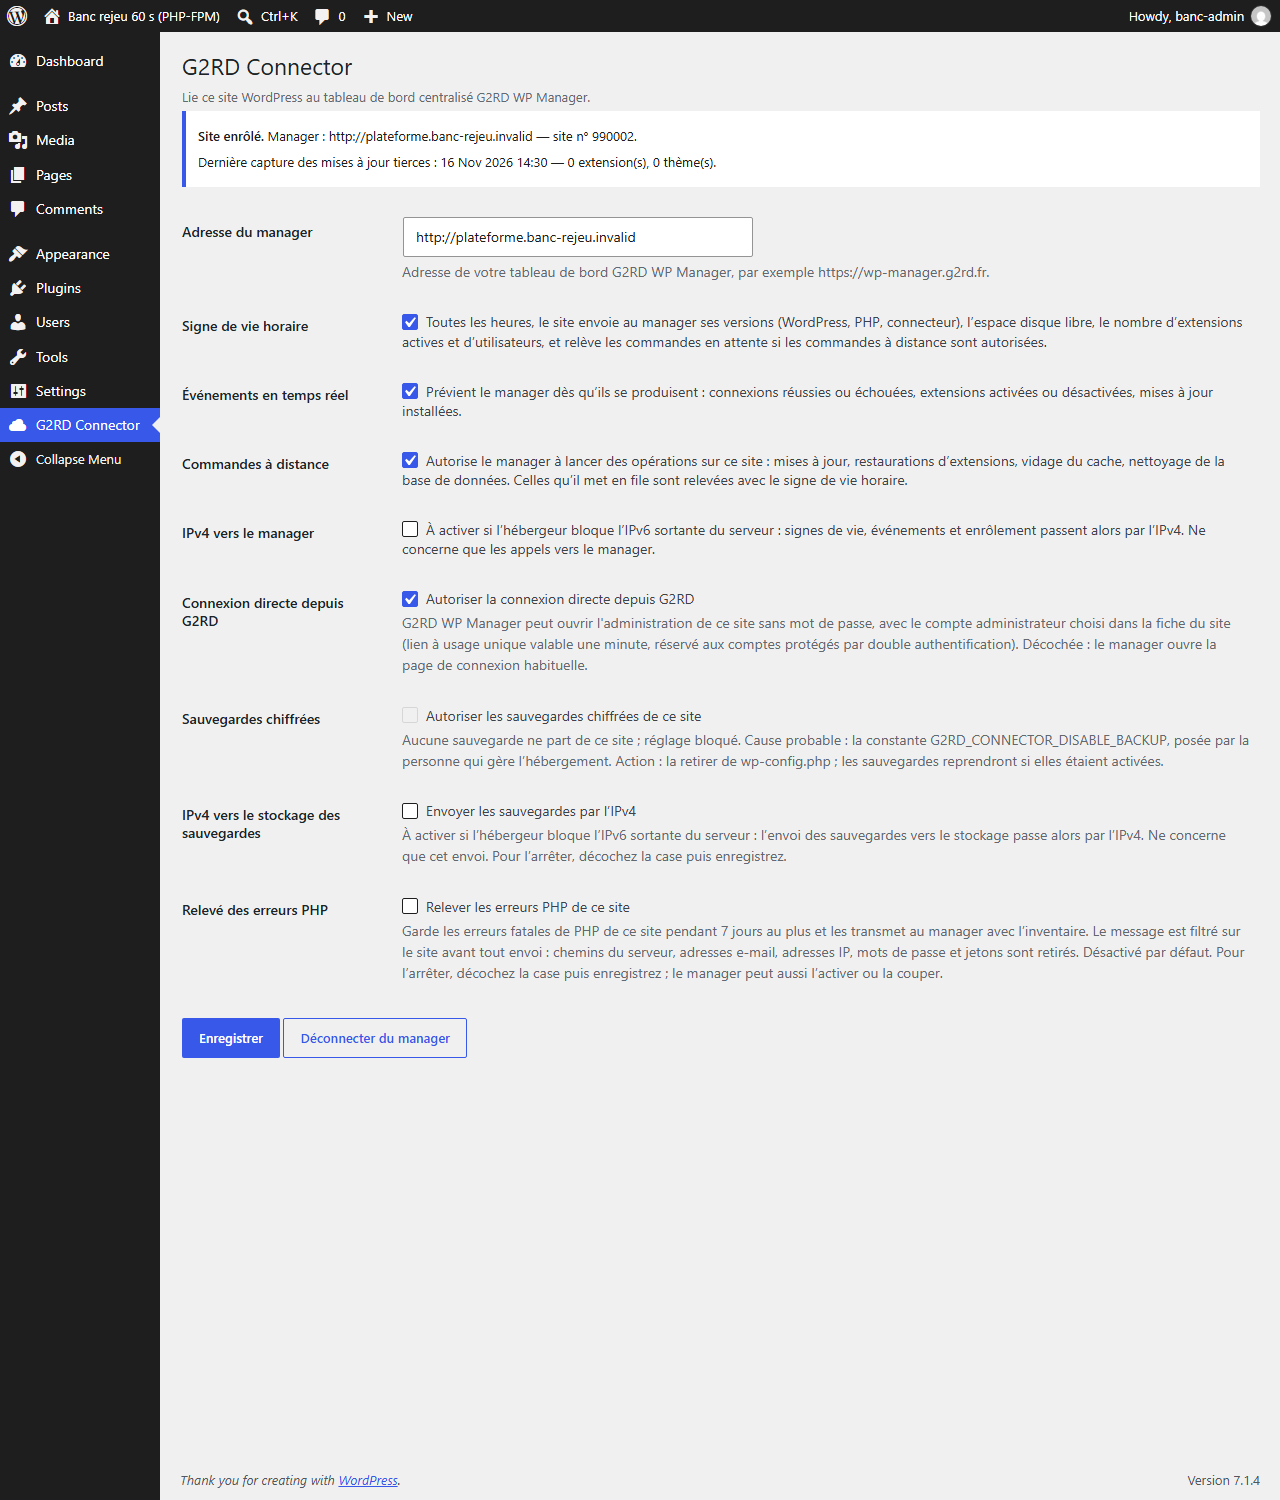 Banc rejeu 60 s (PHP-FPM) Ctrl+K 0 New Howdy, banc-admin
Dashboard
Posts
Media
Pages
Comments
Appearance
Plugins
Users
Tools
Settings
G2RD Connector
Collapse Menu
G2RD Connector
Lie ce site WordPress au tableau de bord centralisé G2RD WP Manager.
Site enrôlé. Manager : http://plateforme.banc-rejeu.invalid — site n° 990002.
Dernière capture des mises à jour tierces : 16 Nov 2026 14:30 — 0 extension(s), 0 thème(s).
Adresse du manager
http://plateforme.banc-rejeu.invalid
Adresse de votre tableau de bord G2RD WP Manager, par exemple https://wp-manager.g2rd.fr.
Signe de vie horaire
Toutes les heures, le site envoie au manager ses versions (WordPress, PHP, connecteur), l’espace disque libre, le nombre d’extensions
actives et d’utilisateurs, et relève les commandes en attente si les commandes à distance sont autorisées.
Événements en temps réel
Prévient le manager dès qu’ils se produisent : connexions réussies ou échouées, extensions activées ou désactivées, mises à jour
installées.
Commandes à distance
Autorise le manager à lancer des opérations sur ce site : mises à jour, restaurations d’extensions, vidage du cache, nettoyage de la
base de données. Celles qu’il met en file sont relevées avec le signe de vie horaire.
IPv4 vers le manager
À activer si l’hébergeur bloque l’IPv6 sortante du serveur : signes de vie, événements et enrôlement passent alors par l’IPv4. Ne
concerne que les appels vers le manager.
Connexion directe depuis
G2RD
Autoriser la connexion directe depuis G2RD
G2RD WP Manager peut ouvrir l’administration de ce site sans mot de passe, avec le compte administrateur choisi dans la fiche du site
(lien à usage unique valable une minute, réservé aux comptes protégés par double authentification). Décochée : le manager ouvre la
page de connexion habituelle.
Sauvegardes chiffrées
Autoriser les sauvegardes chiffrées de ce site
Aucune sauvegarde ne part de ce site ; réglage bloqué. Cause probable : la constante G2RD_CONNECTOR_DISABLE_BACKUP, posée par la
personne qui gère l’hébergement. Action : la retirer de wp-config.php ; les sauvegardes reprendront si elles étaient activées.
IPv4 vers le stockage des
sauvegardes
Envoyer les sauvegardes par l’IPv4
À activer si l’hébergeur bloque l’IPv6 sortante du serveur : l’envoi des sauvegardes vers le stockage passe alors par l’IPv4. Ne concerne
que cet envoi. Pour l’arrêter, décochez la case puis enregistrez.
Relevé des erreurs PHP
Relever les erreurs PHP de ce site
Garde les erreurs fatales de PHP de ce site pendant 7 jours au plus et les transmet au manager avec l’inventaire. Le message est filtré sur
le site avant tout envoi : chemins du serveur, adresses e-mail, adresses IP, mots de passe et jetons sont retirés. Désactivé par défaut. Pour
l’arrêter, décochez la case puis enregistrez ; le manager peut aussi l’activer ou la couper.
Enregistrer Déconnecter du manager
Thank you for creating with WordPress. Version 7.1.4